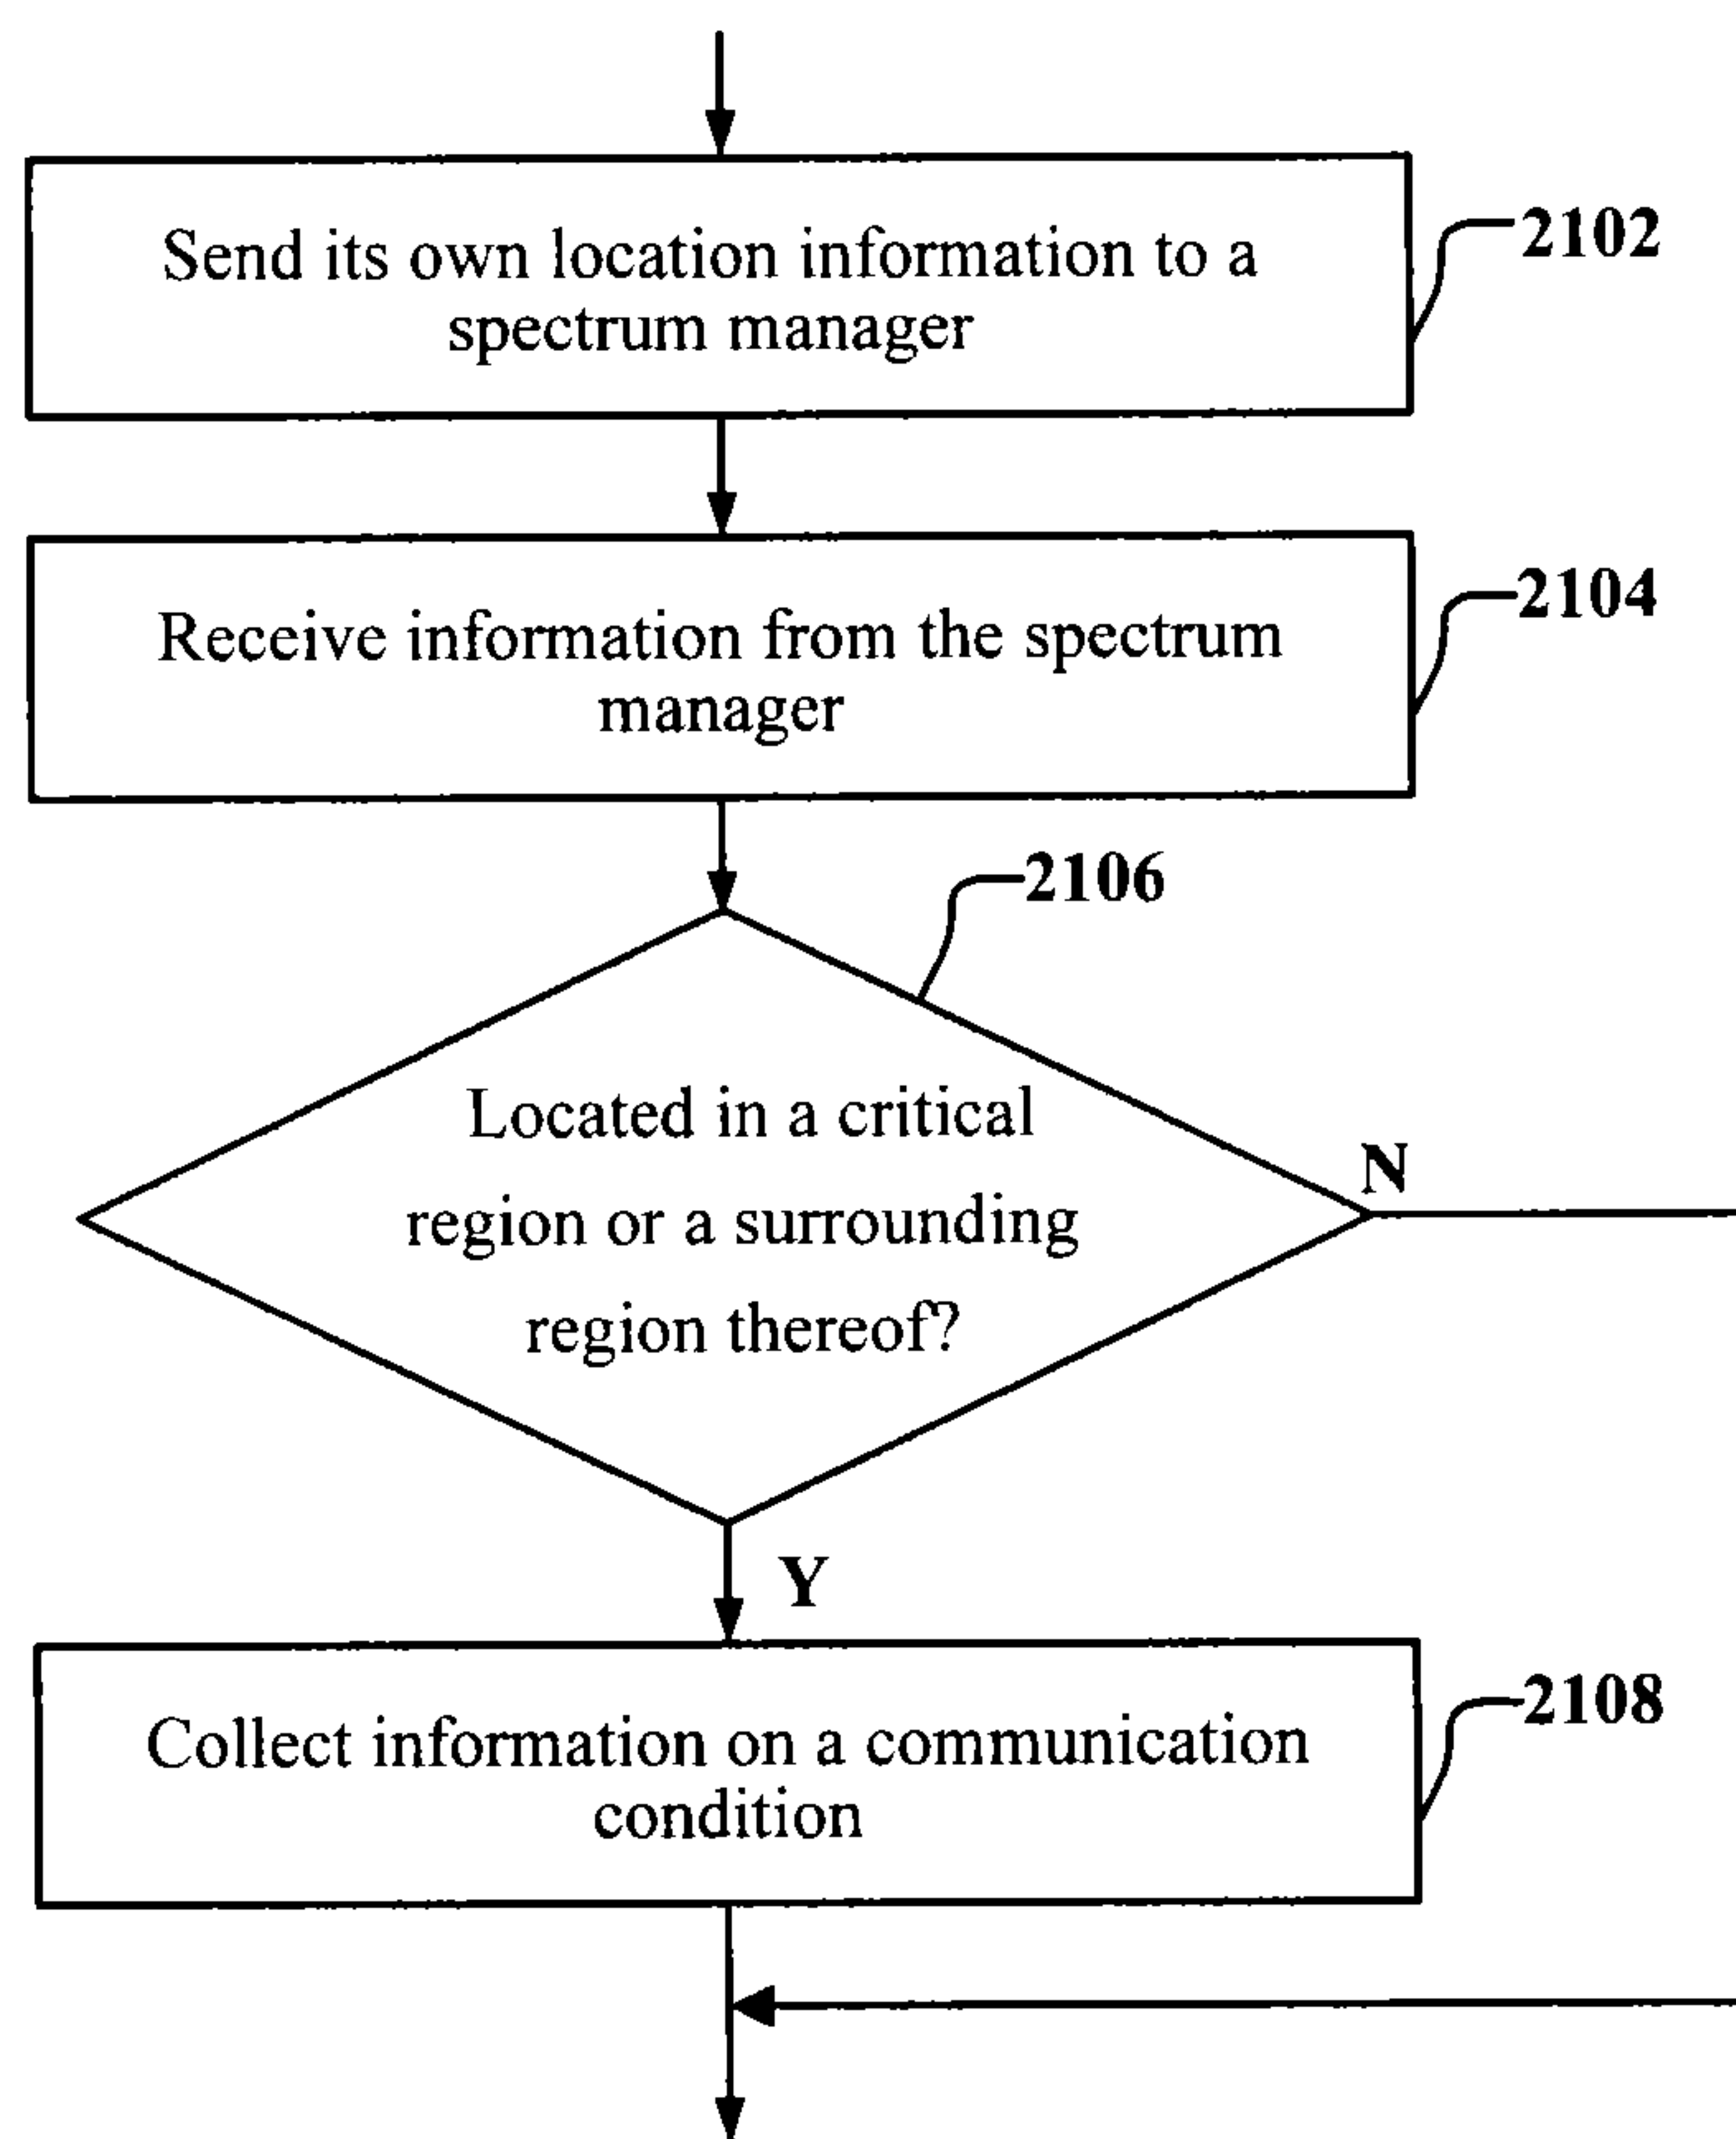 Send its own location information to a
spectrum manager
2102
Receive information from the spectrum
manager
2104
2106
Located in a critical
region or a surrounding
region thereof?
N
Y
Collect information on a communication
condition
2108